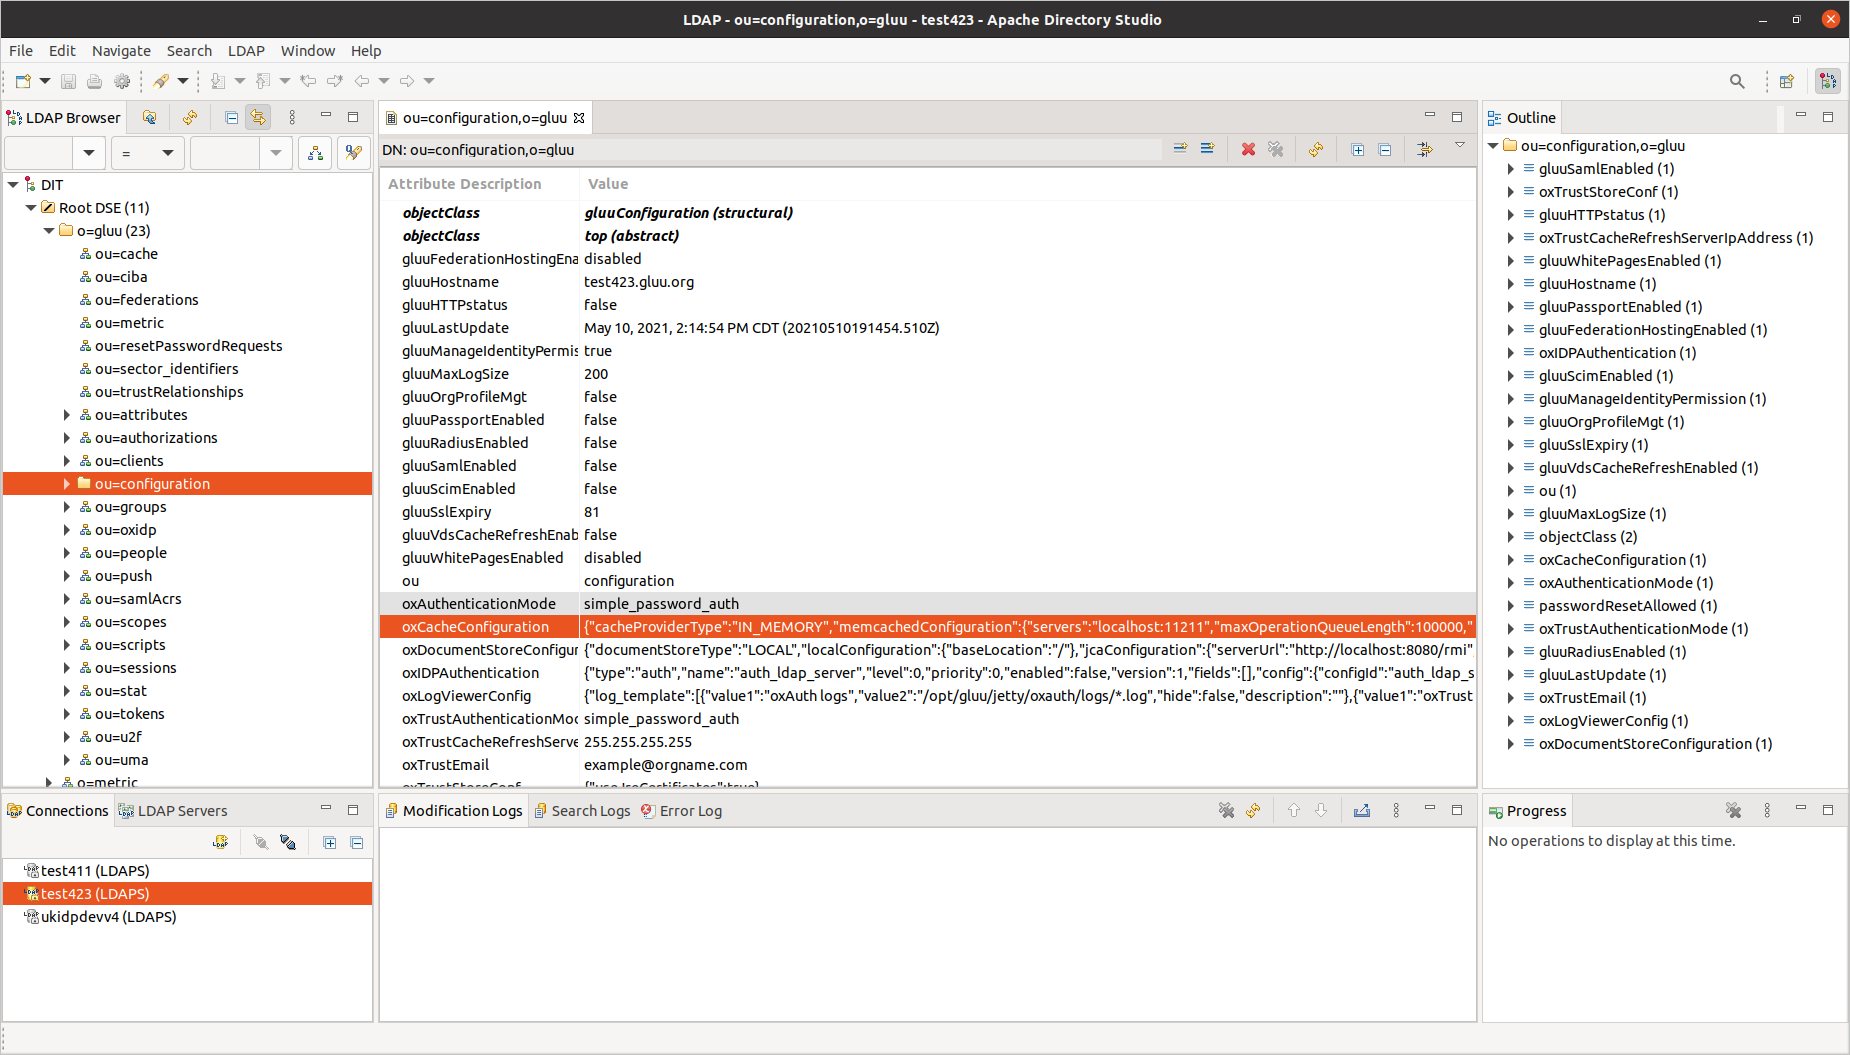 LDAP - ou=configuration,o=gluu - test423 - Apache Directory Studio
File Edit Navigate Search LDAP Window Help
LDAP Browser
=
DIT
Root DSE (11)
o=gluu (23)
ou=cache
ou=ciba
ou=federations
ou=metric
ou=resetPasswordRequests
ou=sector_identifiers
ou=trustRelationships
ou=attributes
ou=authorizations
ou=clients
ou=configuration
ou=groups
ou=oxidp
ou=people
ou=push
ou=samlAcrs
ou=scopes
ou=scripts
ou=sessions
ou=stat
ou=tokens
ou=u2f
ou=uma
o=metric
ou=configuration,o=gluu
DN: ou=configuration,o=gluu
Attribute Description Value
objectClass gluuConfiguration (structural)
objectClass top (abstract)
gluuFederationHostingEna disabled
gluuHostname test423.gluu.org
gluuHTTPstatus false
gluuLastUpdate May 10, 2021, 2:14:54 PM CDT (20210510191454.510Z)
gluuManageIdentityPermis true
gluuMaxLogSize 200
gluuOrgProfileMgt false
gluuPassportEnabled false
gluuRadiusEnabled false
gluuSamlEnabled false
gluuScimEnabled false
gluuSslExpiry 81
gluuVdsCacheRefreshEnab false
gluuWhitePagesEnabled disabled
ou configuration
oxAuthenticationMode simple_password_auth
oxCacheConfiguration {"cacheProviderType":"IN_MEMORY","memcachedConfiguration":{"servers":"localhost:11211","maxOperationQueueLength":100000,"
oxDocumentStoreConfigur {"documentStoreType":"LOCAL","localConfiguration":{"baseLocation":"/"},"jcaConfiguration":{"serverUrl":"http://localhost:8080/rmi"
oxIDPAuthentication {"type":"auth","name":"auth_ldap_server","level":0,"priority":0,"enabled":false,"version":1,"fields":[],"config":{"configId":"auth_ldap_s
oxLogViewerConfig {"log_template":[{"value1":"oxAuth logs","value2":"/opt/gluu/jetty/oxauth/logs/*.log","hide":false,"description":""},{"value1":"oxTrust
oxTrustAuthenticationMod simple_password_auth
oxTrustCacheRefreshServe 255.255.255.255
oxTrustEmail example@orgname.com
oxTrustStoreConf {"useJreCertificates":true}
Outline
ou=configuration,o=gluu
gluuSamlEnabled (1)
oxTrustStoreConf (1)
gluuHTTPstatus (1)
oxTrustCacheRefreshServerIpAddress (1)
gluuWhitePagesEnabled (1)
gluuHostname (1)
gluuPassportEnabled (1)
gluuFederationHostingEnabled (1)
oxIDPAuthentication (1)
gluuScimEnabled (1)
gluuManageIdentityPermission (1)
gluuOrgProfileMgt (1)
gluuSslExpiry (1)
gluuVdsCacheRefreshEnabled (1)
ou (1)
gluuMaxLogSize (1)
objectClass (2)
oxCacheConfiguration (1)
oxAuthenticationMode (1)
passwordResetAllowed (1)
oxTrustAuthenticationMode (1)
gluuRadiusEnabled (1)
gluuLastUpdate (1)
oxTrustEmail (1)
oxLogViewerConfig (1)
oxDocumentStoreConfiguration (1)
Connections LDAP Servers
test411 (LDAPS)
test423 (LDAPS)
ukidpdevv4 (LDAPS)
Modification Logs Search Logs Error Log
Progress
No operations to display at this time.